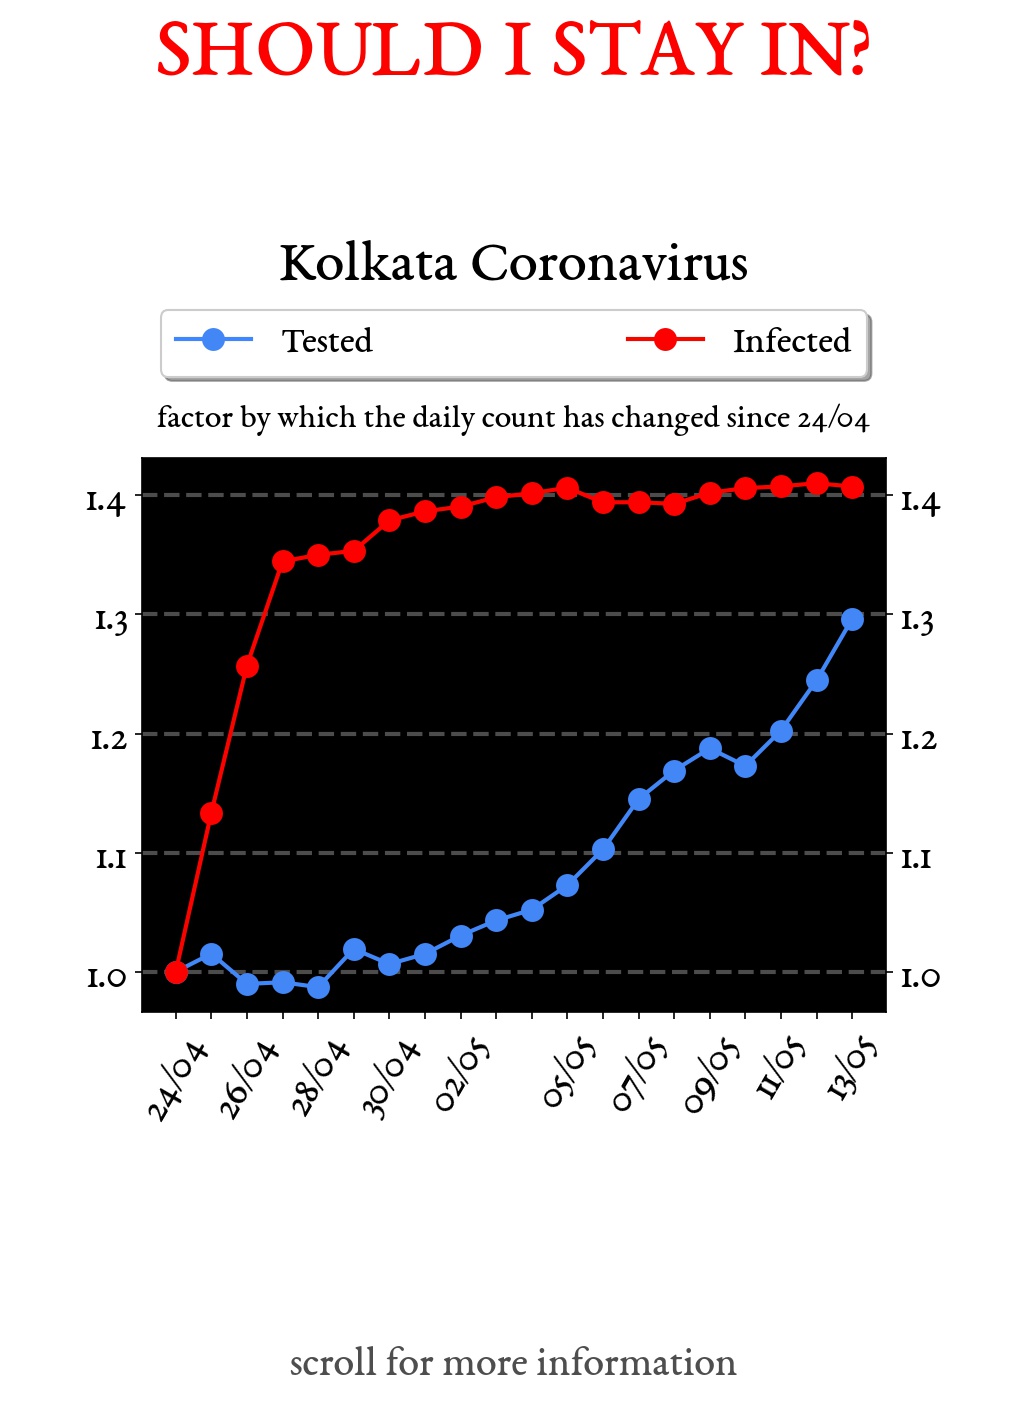 SHOULD I STAY IN?
Kolkata Coronavirus
Tested Infected
factor by which the daily count has changed since 24/04
1.4 1.4
1.3 1.3
1.2 1.2
1.1 1.1
1.0 1.0
24/04 26/04 28/04 30/04 02/05 05/05 07/05 09/05 11/05 13/05
scroll for more information